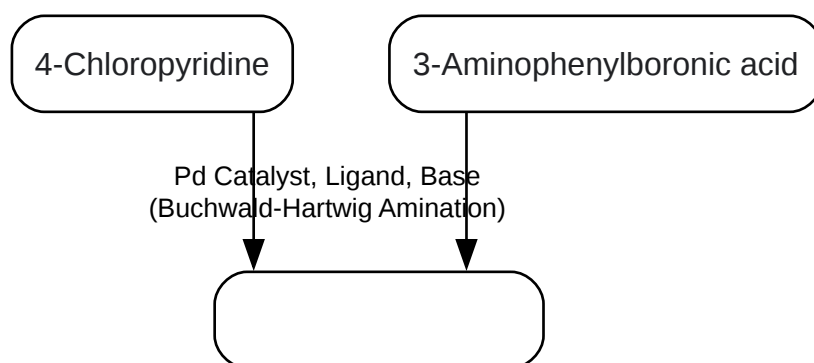 4-Chloropyridine
3-Aminophenylboronic acid
Pd Catalyst, Ligand, Base
(Buchwald-Hartwig Amination)